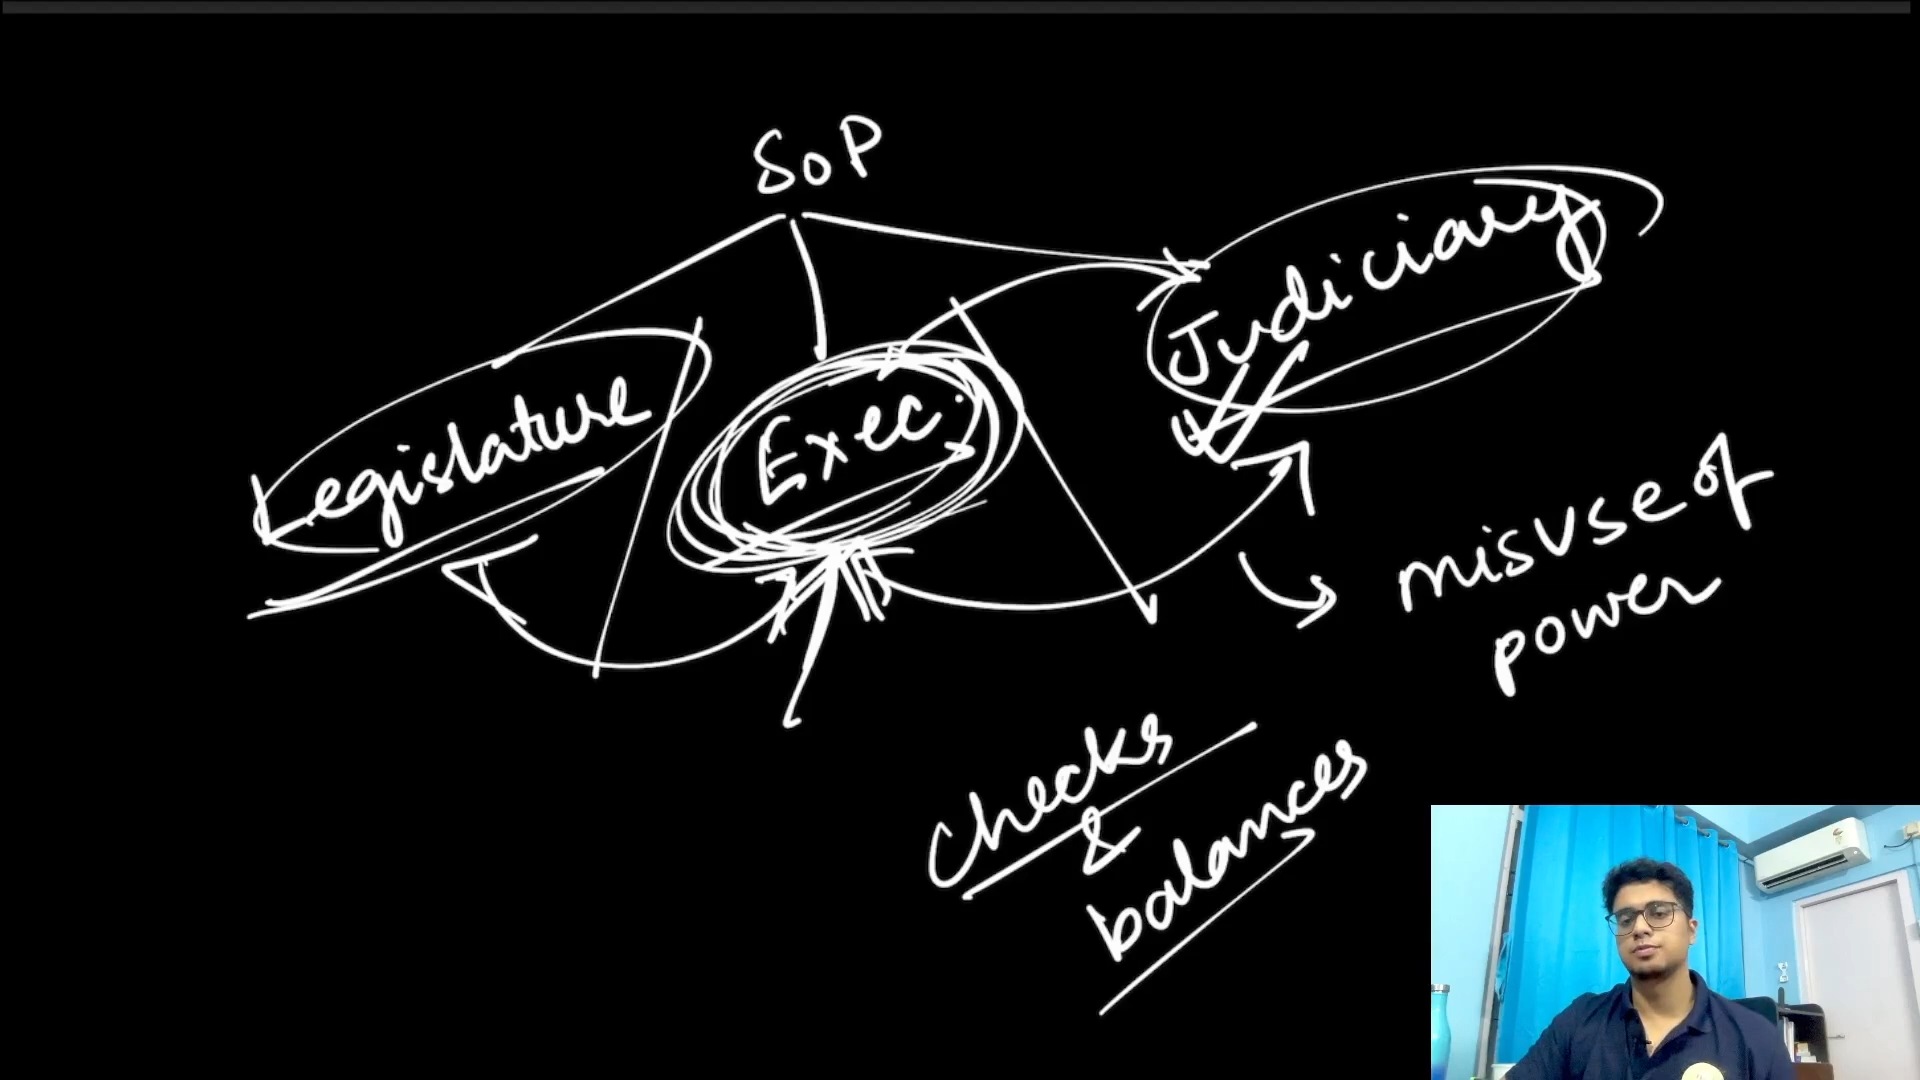 SoP
Judiciary
Legislature
Exec.
misuse of
power
checks
&
balances